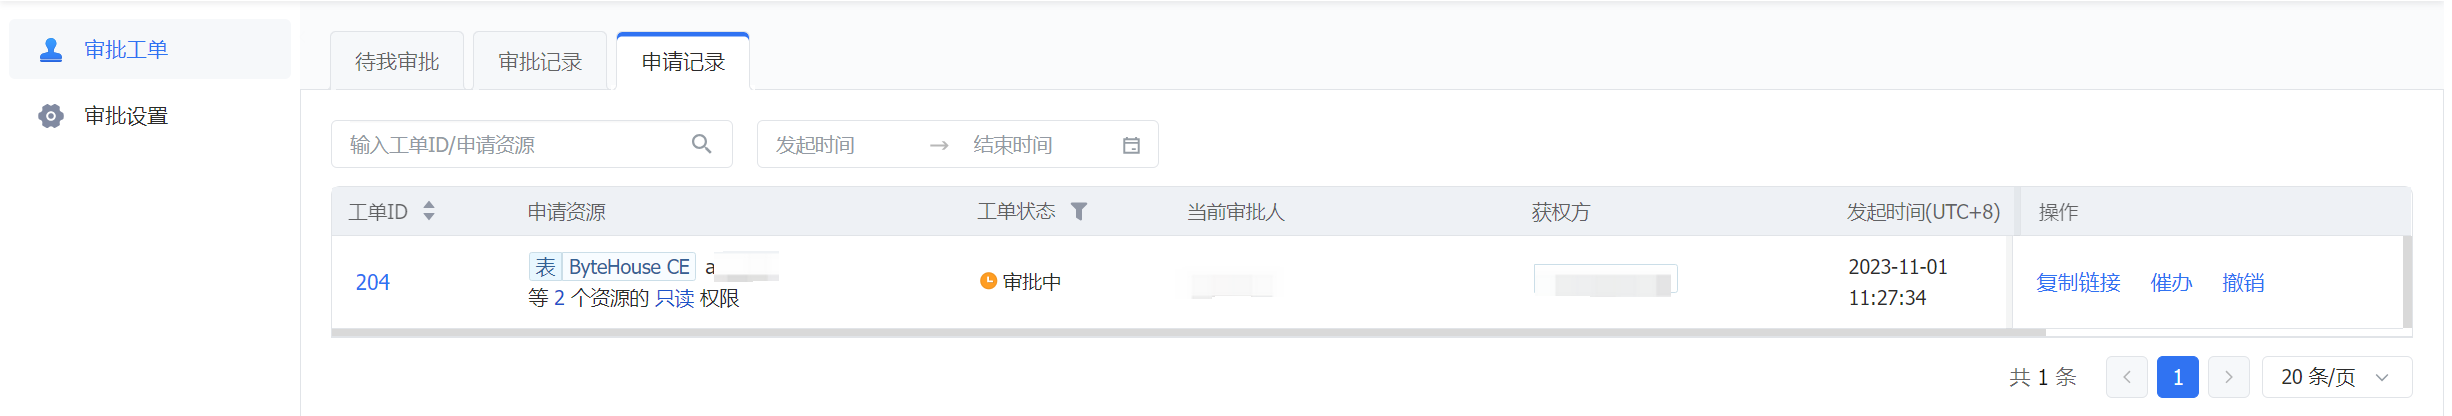 审批工单
审批设置
待我审批 审批记录 申请记录
输入工单ID/申请资源 发起时间 → 结束时间
工单ID 申请资源 工单状态 当前审批人 获权方 发起时间(UTC+8) 操作
204 表 ByteHouse CE a 审批中 2023-11-01 复制链接 催办 撤销
等 2 个资源的 只读 权限 11:27:34
共 1 条 < 1 > 20 条/页